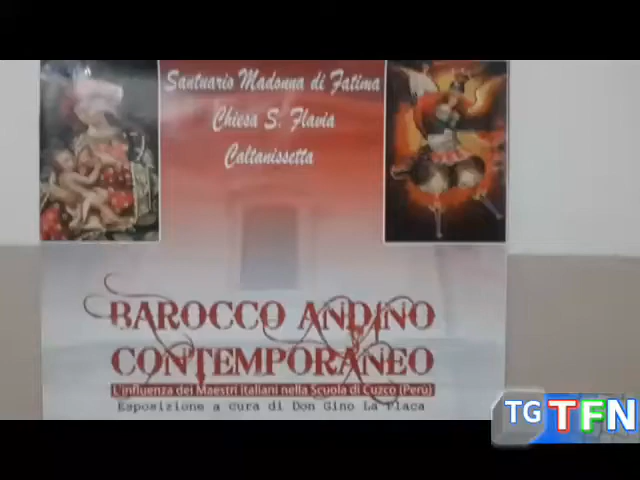 Santuario Madonna di Fatima
Chiesa S. Flavia
Caltanissetta
BAROCCO ANDINO
CONTEMPORANEO
L'influenza dei Maestri italiani nella Scuola di Cuzco (Perù)
Esposizione a cura di Don Gino La Placa
TG TFN